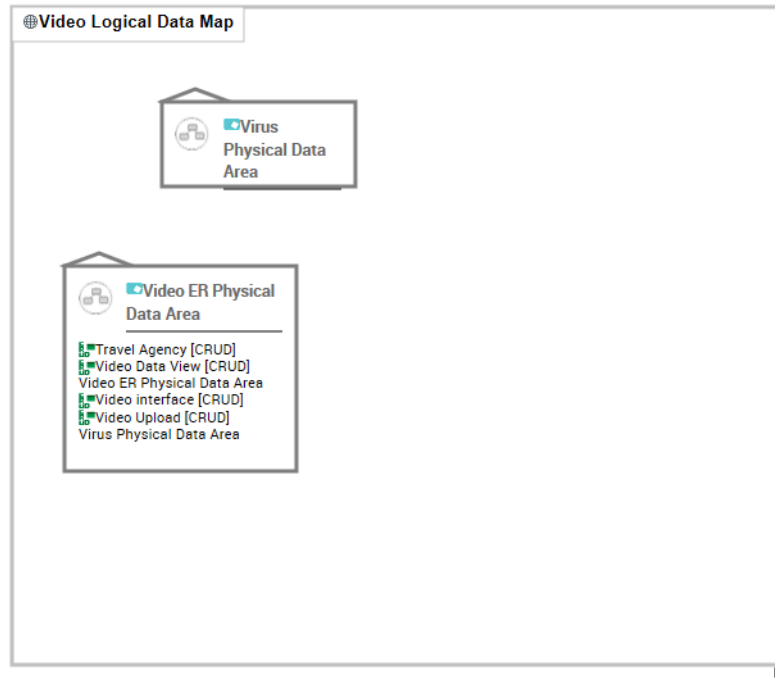 Video Logical Data Map
Virus
Physical Data
Area
Video ER Physical
Data Area
Travel Agency [CRUD]
Video Data View [CRUD]
Video ER Physical Data Area
Video interface [CRUD]
Video Upload [CRUD]
Virus Physical Data Area